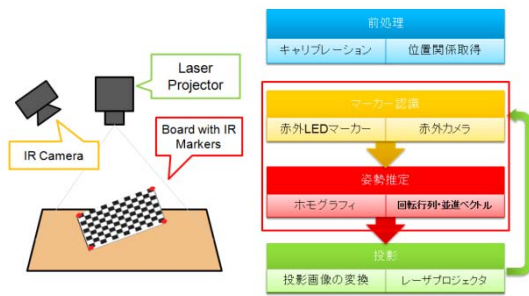 Laser
Projector
IR Camera
Board with IR
Markers
前処理
キャリブレーション
位置関係取得
マーカー認識
赤外LEDマーカー
赤外カメラ
姿勢推定
ホモグラフィ
回転行列・並進ベクトル
投影
投影画像の変換
レーザプロジェクタ